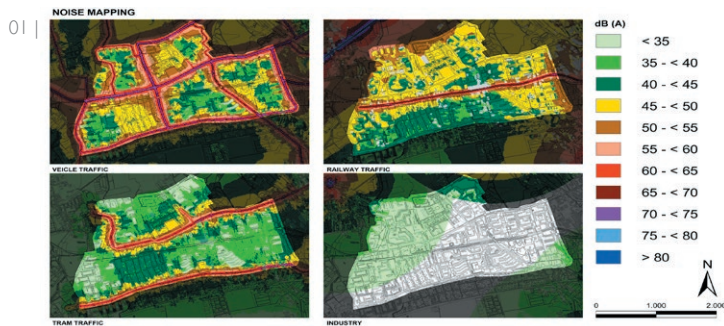 NOISE MAPPING
01 |
VEICLE TRAFFIC
RAILWAY TRAFFIC
TRAM TRAFFIC
INDUSTRY
dB (A)
< 35
35 - < 40
40 - < 45
45 - < 50
50 - < 55
55 - < 60
60 - < 65
65 - < 70
70 - < 75
75 - < 80
> 80
N
0 1.000 2.000